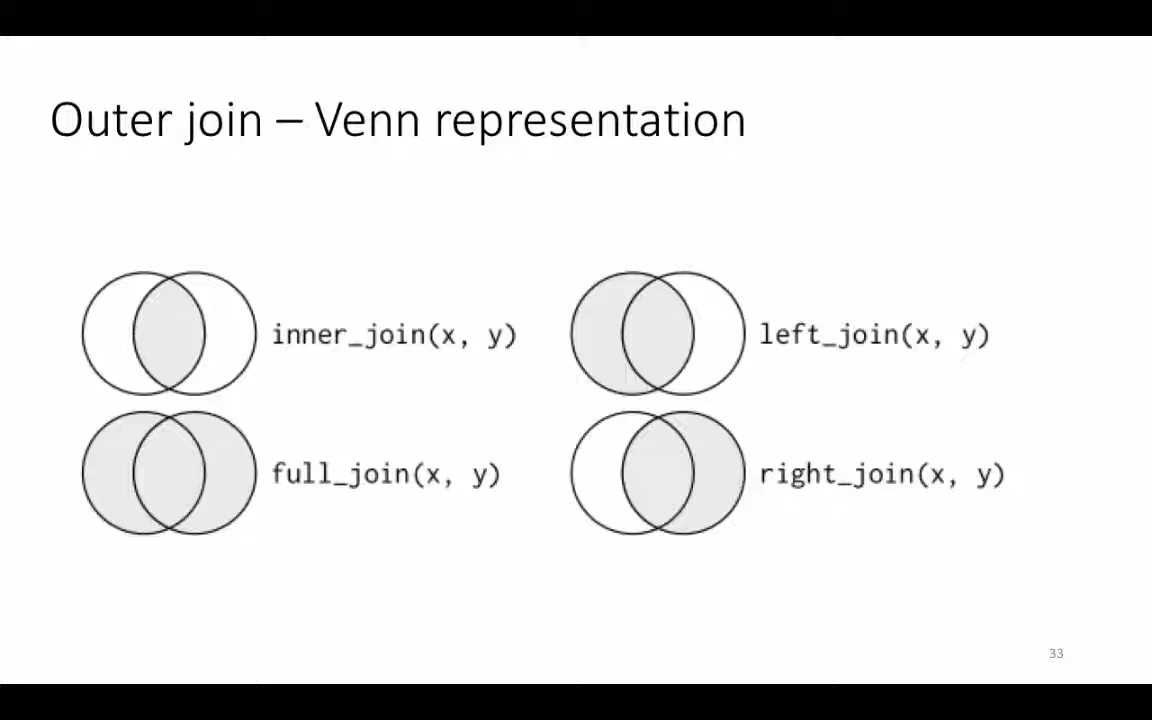 Outer join – Venn representation
inner_join(x, y)
left_join(x, y)
full_join(x, y)
right_join(x, y)
33